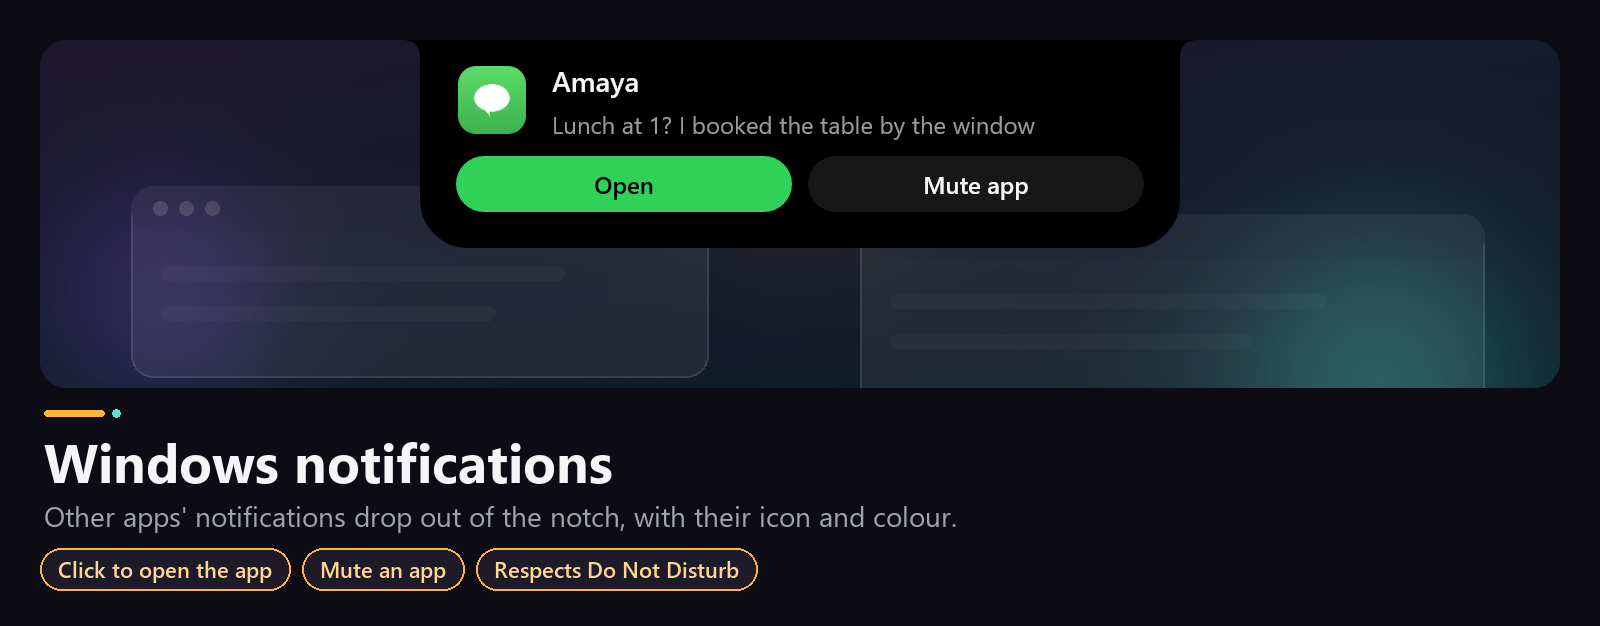 Amaya
Lunch at 1? I booked the table by the window
Open
Mute app
Windows notifications
Other apps' notifications drop out of the notch, with their icon and colour.
Click to open the app
Mute an app
Respects Do Not Disturb